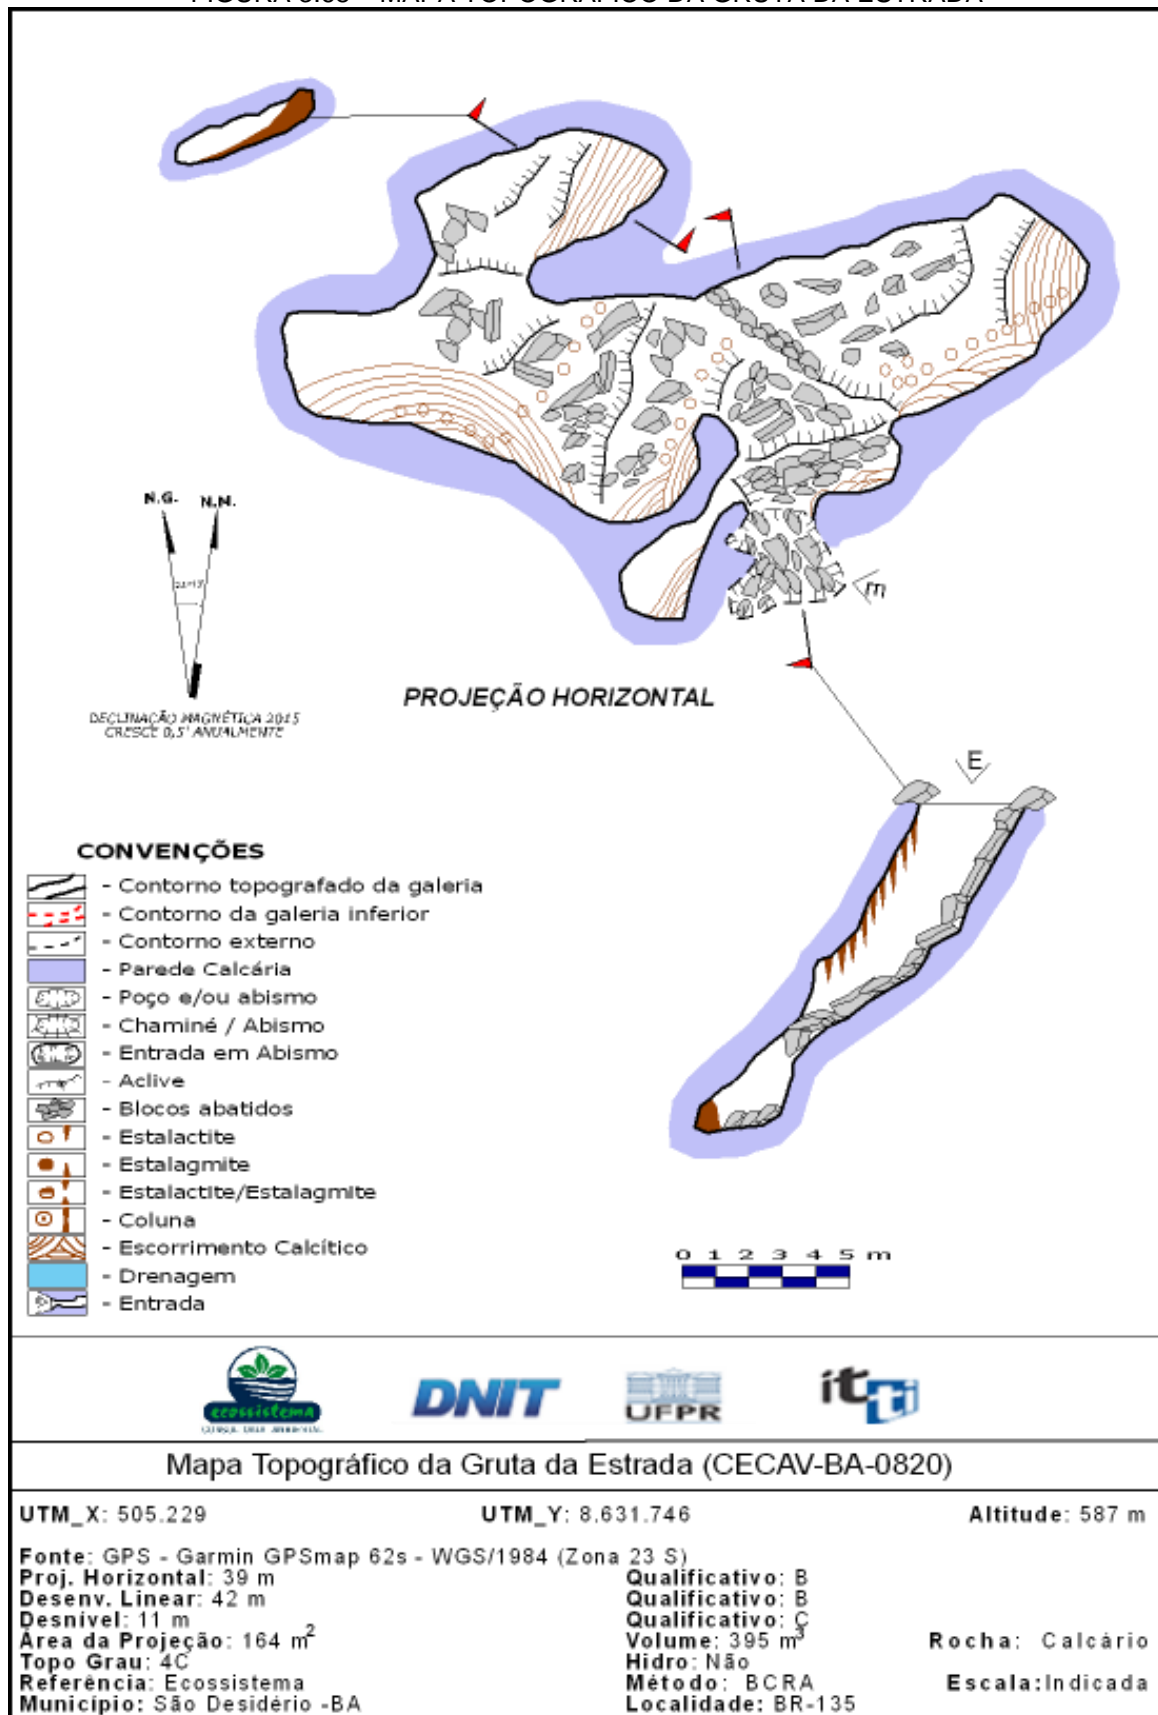 N.G. N.M.
DECLINAÇÃO MAGNÉTICA 2015
CRESCE 8,5' ANUALMENTE
m
PROJEÇÃO HORIZONTAL
E
CONVENÇÕES
- Contorno topografado da galeria
- Contorno da galeria inferior
- Contorno externo
- Parede Calcária
- Poço e/ou abismo
- Chaminé / Abismo
- Entrada em Abismo
- Aclive
- Blocos abatidos
- Estalactite
- Estalagmite
- Estalactite/Estalagmite
- Coluna
- Escorrimento Calcítico
- Drenagem
- Entrada
0 1 2 3 4 5 m
ecossistema
DNIT
UFPR
itti
Mapa Topográfico da Gruta da Estrada (CECAV-BA-0820)
UTM_X: 505.229 UTM_Y: 8.631.746 Altitude: 587 m
Fonte: GPS - Garmin GPSmap 62s - WGS/1984 (Zona 23 S)
Proj. Horizontal: 39 m Qualificativo: B
Desenv. Linear: 42 m Qualificativo: B
Desnível: 11 m Qualificativo: C
Área da Projeção: 164 m² Volume: 395 m³ Rocha: Calcário
Topo Grau: 4C Hidro: Não
Referência: Ecossistema Método: BCRA Escala:Indicada
Município: São Desidério -BA Localidade: BR-135